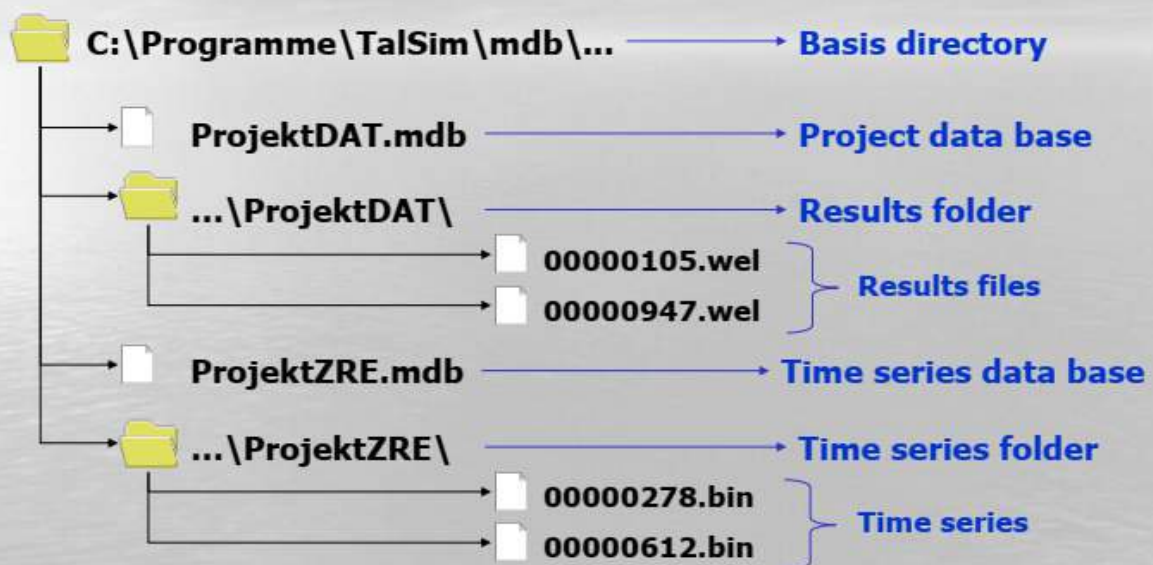 C:\Programme\TalSim\mdb\... Basis directory
ProjektDAT.mdb Project data base
...\ProjektDAT\ Results folder
00000105.wel
Results files
00000947.wel
ProjektZRE.mdb Time series data base
...\ProjektZRE\ Time series folder
00000278.bin
Time series
00000612.bin